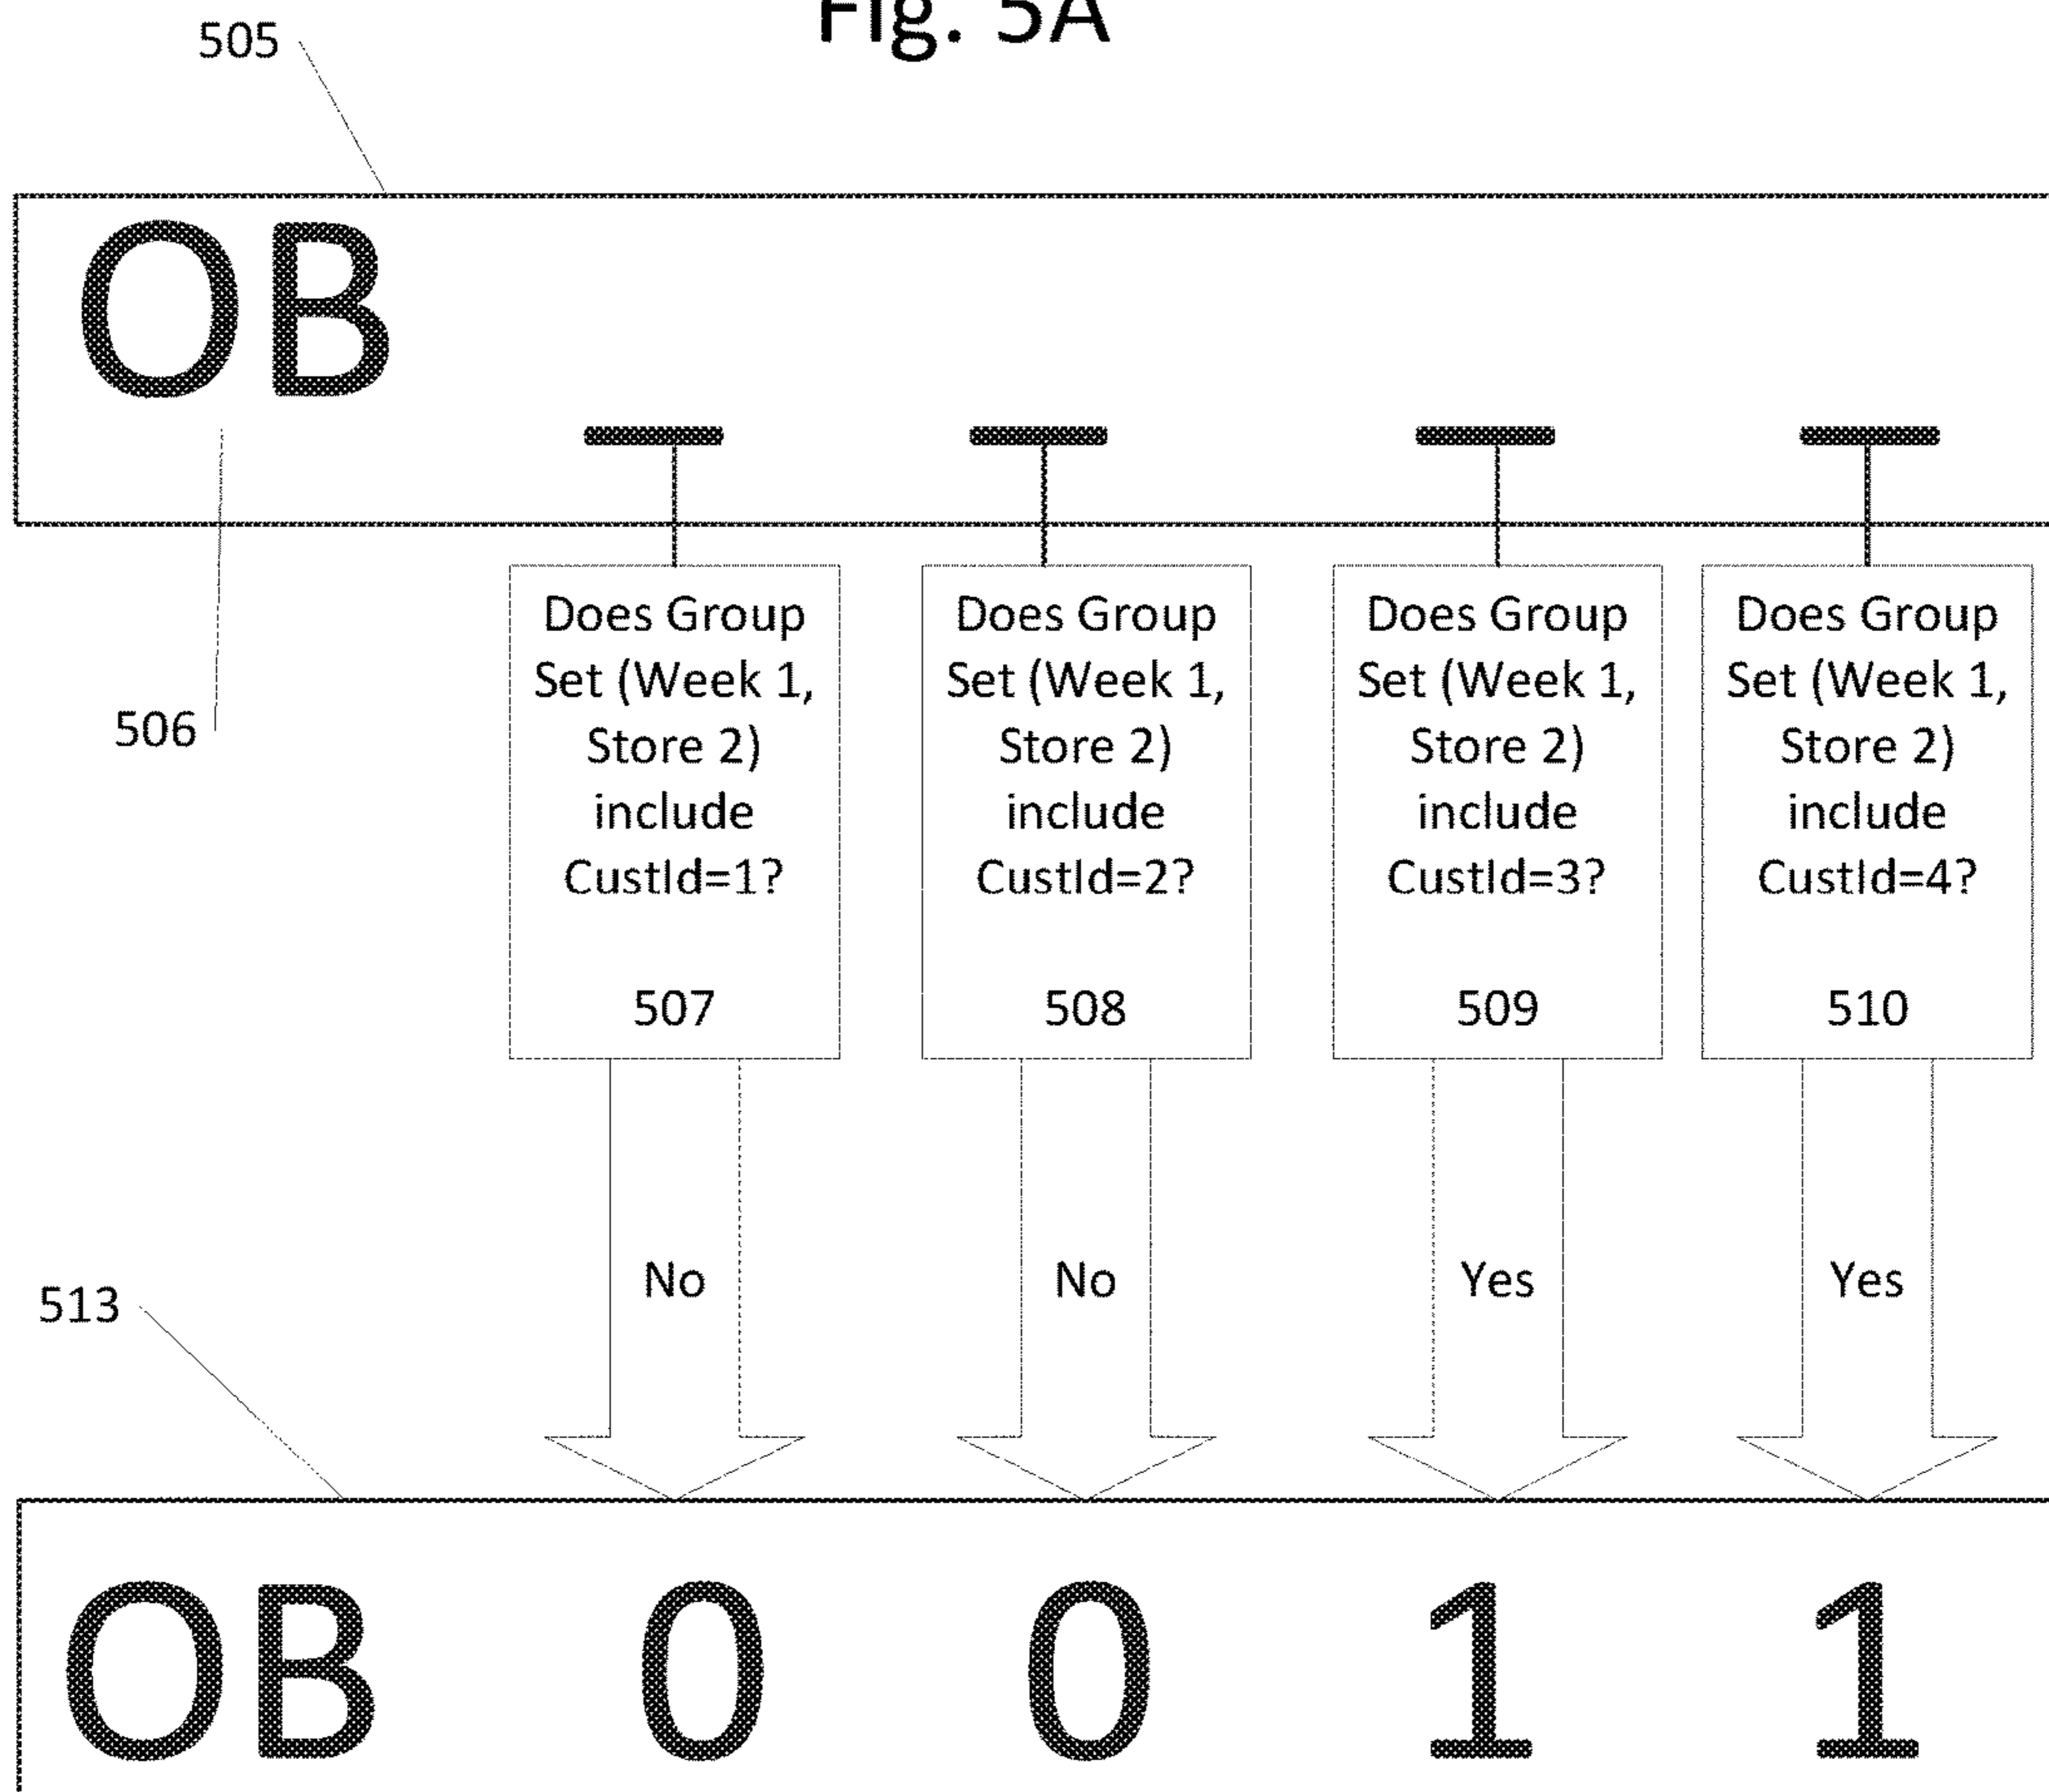 Fig. 5A
505
OB
506
Does Group
Set (Week 1,
Store 2)
include
CustId=1?
507
Does Group
Set (Week 1,
Store 2)
include
CustId=2?
508
Does Group
Set (Week 1,
Store 2)
include
CustId=3?
509
Does Group
Set (Week 1,
Store 2)
include
CustId=4?
510
No
No
Yes
Yes
513
OB 0 0 1 1